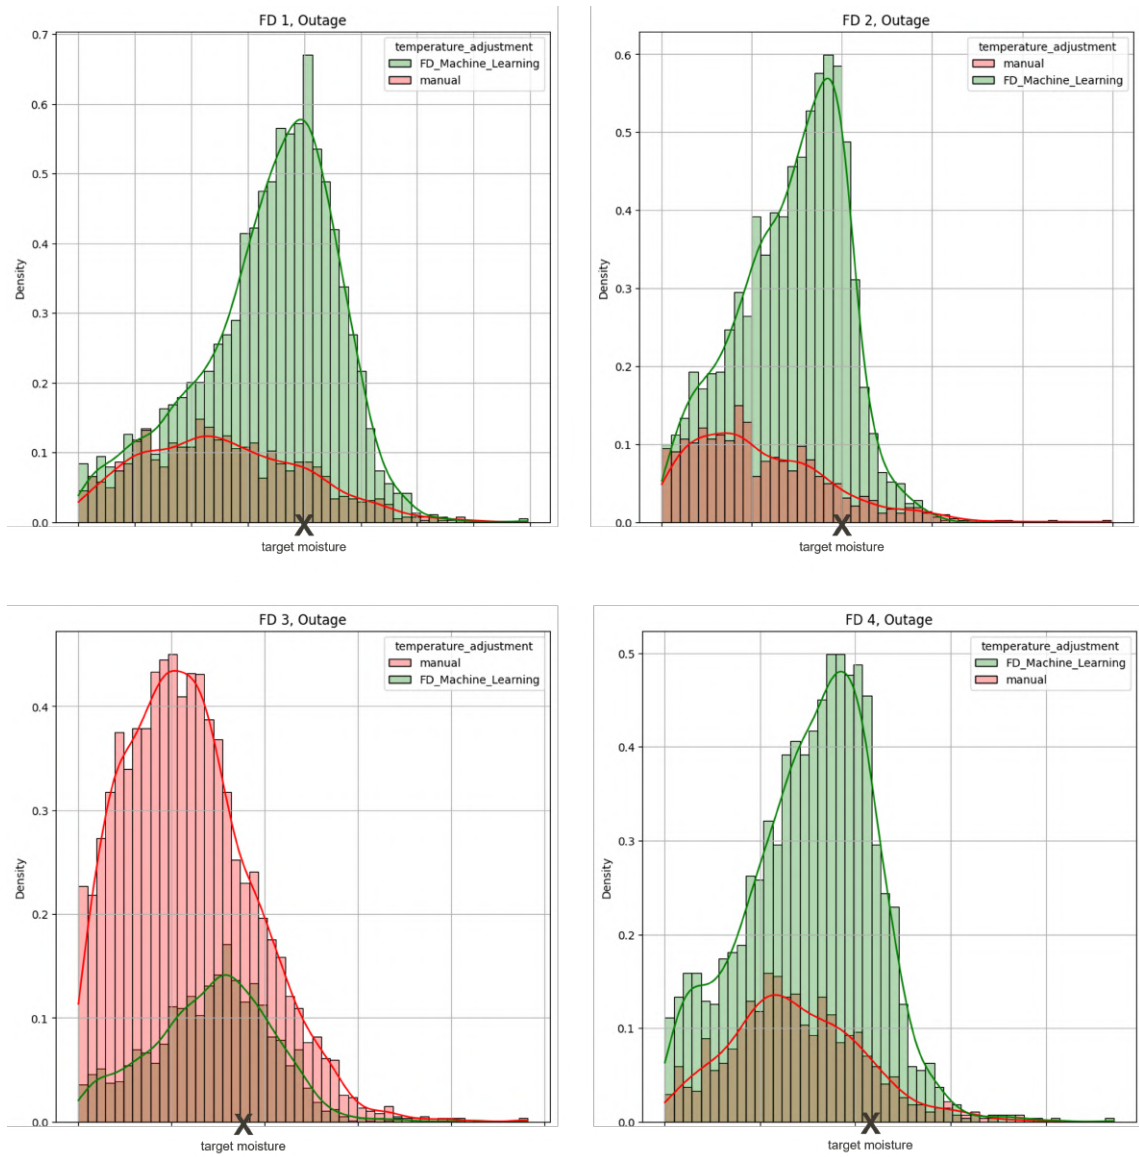 FD 1, Outage
temperature_adjustment
FD_Machine_Learning
manual
Density
0.7
0.6
0.5
0.4
0.3
0.2
0.1
0.0
X
target moisture
FD 2, Outage
temperature_adjustment
manual
FD_Machine_Learning
Density
0.6
0.5
0.4
0.3
0.2
0.1
0.0
X
target moisture
FD 3, Outage
temperature_adjustment
manual
FD_Machine_Learning
Density
0.4
0.3
0.2
0.1
0.0
X
target moisture
FD 4, Outage
temperature_adjustment
FD_Machine_Learning
manual
Density
0.5
0.4
0.3
0.2
0.1
0.0
X
target moisture